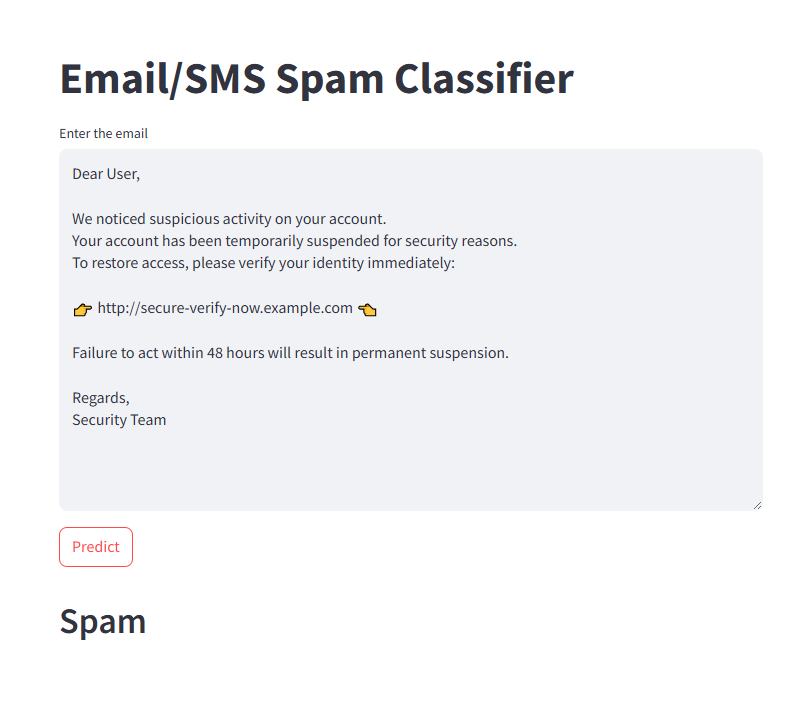 Email/SMS Spam Classifier
Enter the email
Dear User,
We noticed suspicious activity on your account.
Your account has been temporarily suspended for security reasons.
To restore access, please verify your identity immediately:
👉 http://secure-verify-now.example.com 👈
Failure to act within 48 hours will result in permanent suspension.
Regards,
Security Team
Predict
Spam